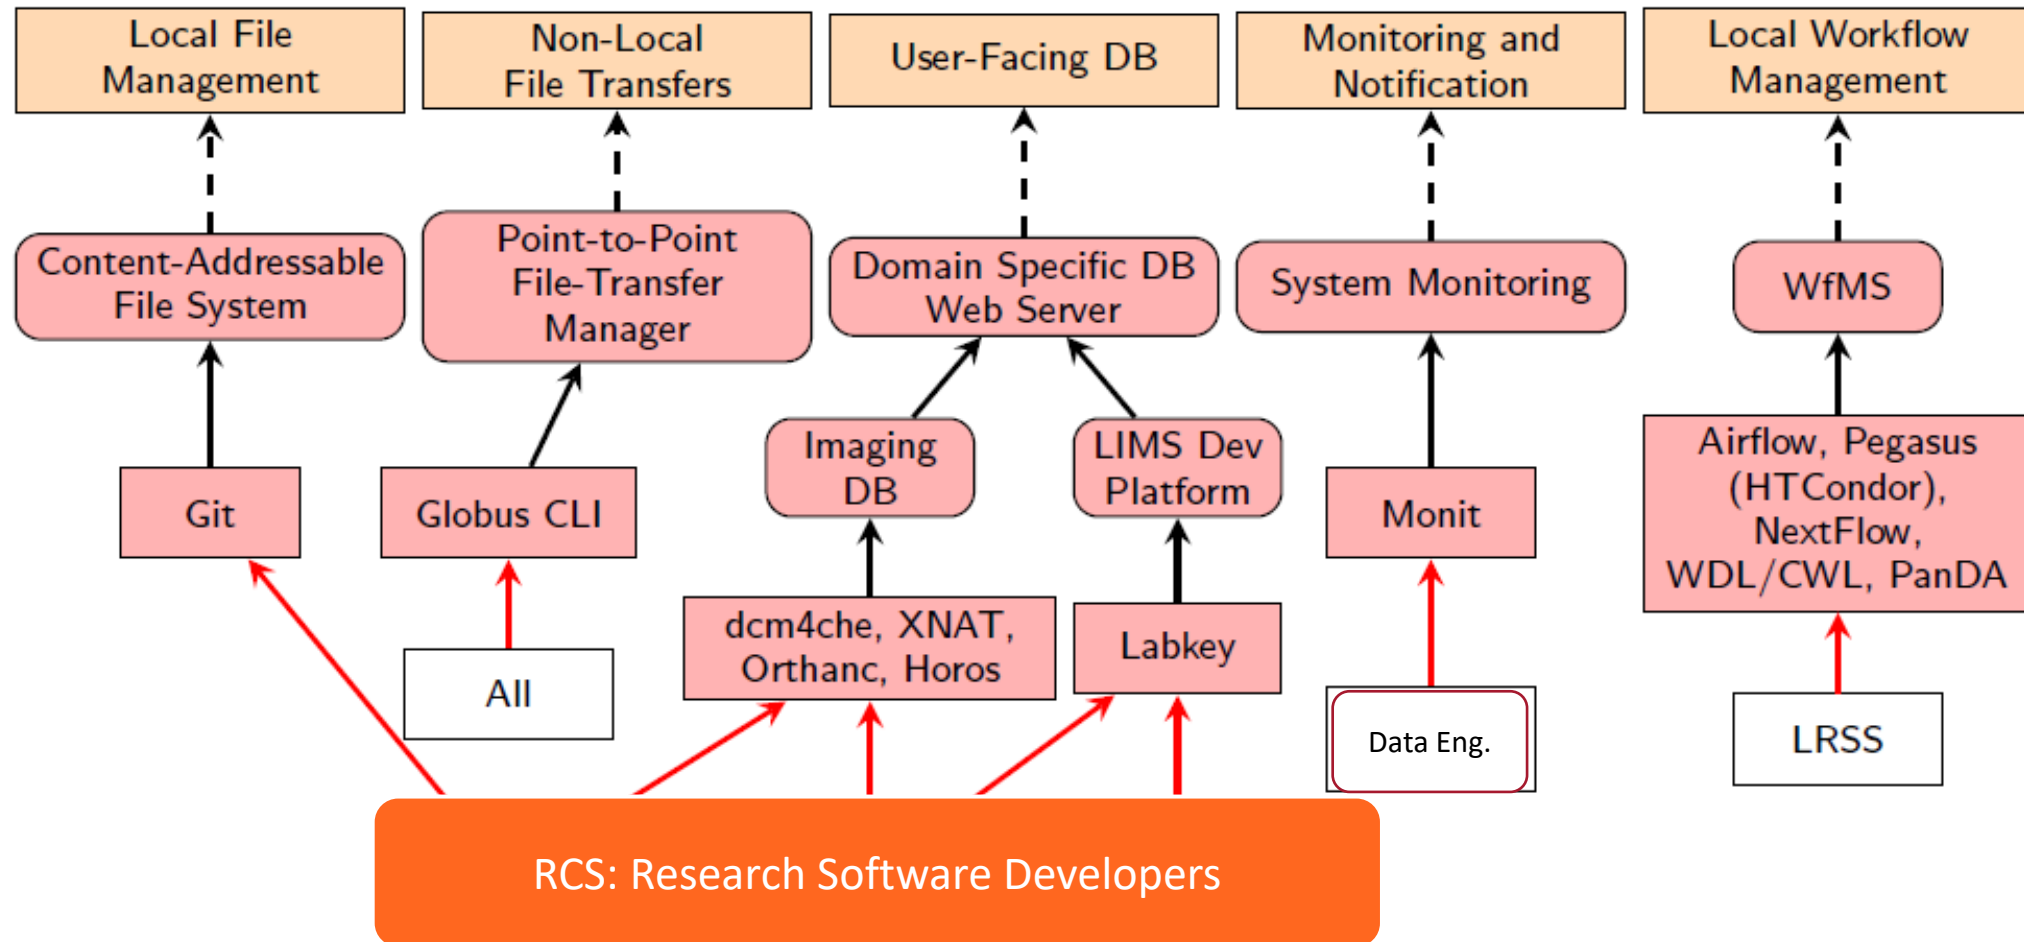 Local File
Management
Non-Local
File Transfers
User-Facing DB
Monitoring and
Notification
Local Workflow
Management
Content-Addressable
File System
Point-to-Point
File-Transfer
Manager
Domain Specific DB
Web Server
System Monitoring
WfMS
Imaging
DB
LIMS Dev
Platform
Airflow, Pegasus
(HTCondor),
NextFlow,
WDL/CWL, PanDA
Git
Globus CLI
Monit
dcm4che, XNAT,
Orthanc, Horos
Labkey
All
Data Eng.
LRSS
RCS: Research Software Developers